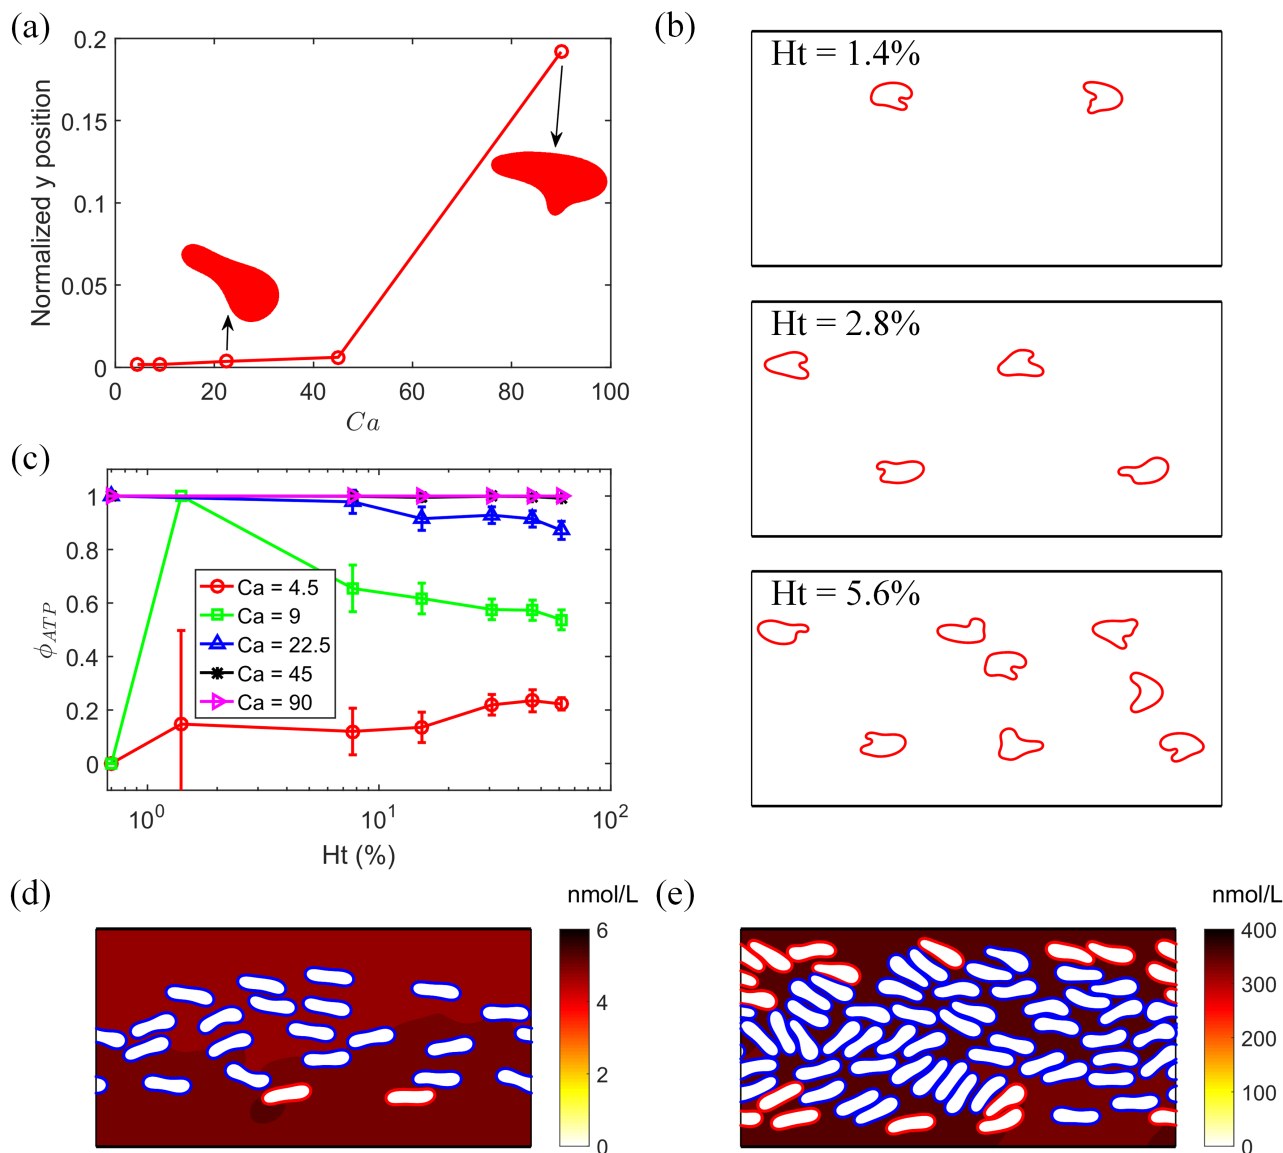 (a)
0.2
0.15
0.1
0.05
0
Normalized y position
0 20 40 60 80 100
Ca
(b)
Ht = 1.4%
Ht = 2.8%
Ht = 5.6%
(c)
1
0.8
0.6
0.4
0.2
0
ϕ_ATP
Ca = 4.5
Ca = 9
Ca = 22.5
Ca = 45
Ca = 90
10^0 10^1 10^2
Ht (%)
(d)
nmol/L
6
4
2
0
(e)
nmol/L
400
300
200
100
0